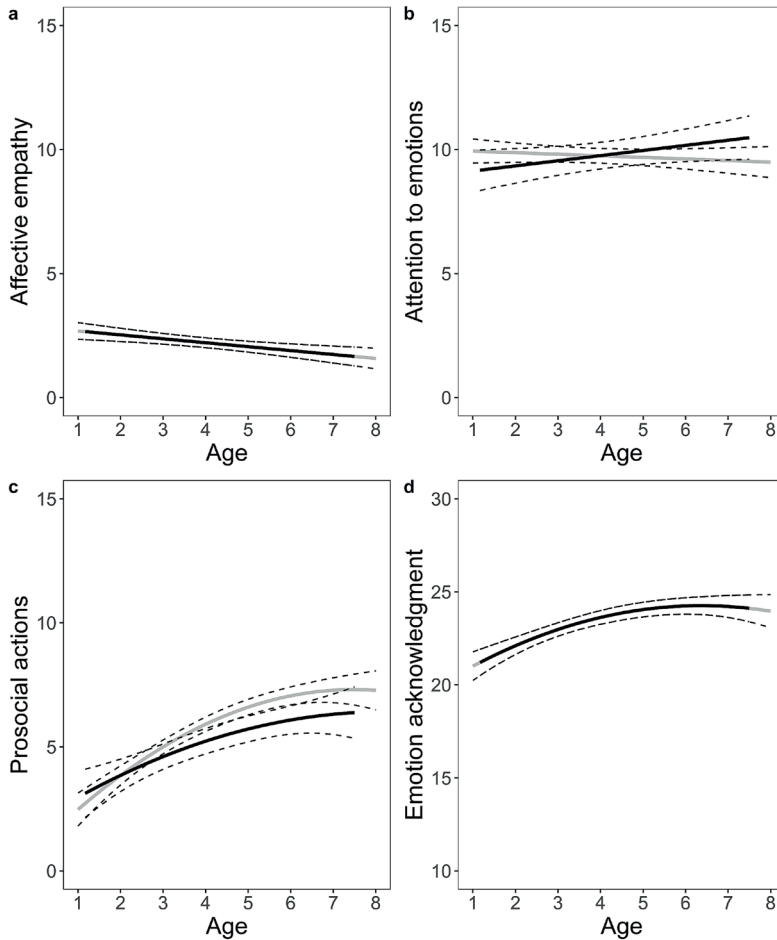 a
Affective empathy
15
10
5
0
1 2 3 4 5 6 7 8
Age
b
Attention to emotions
15
10
5
0
1 2 3 4 5 6 7 8
Age
c
Prosocial actions
15
10
5
0
1 2 3 4 5 6 7 8
Age
d
Emotion acknowledgment
30
25
20
15
10
1 2 3 4 5 6 7 8
Age